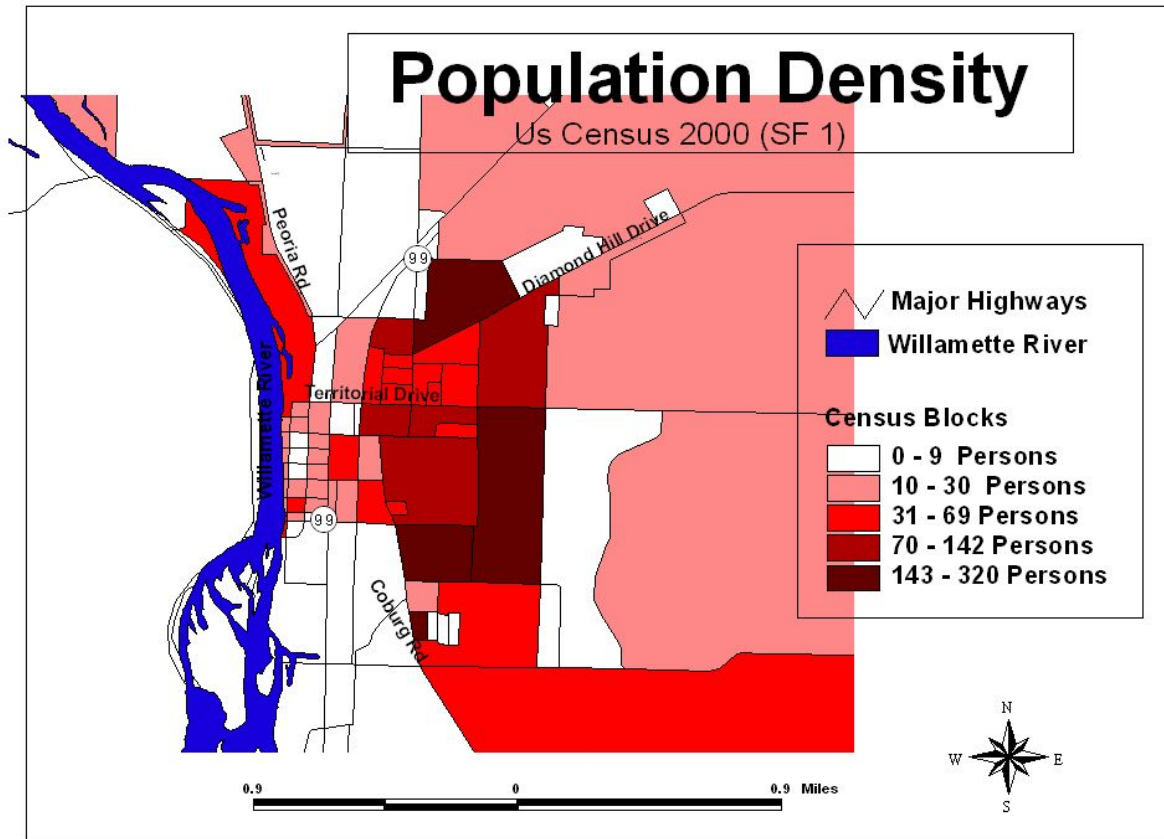 Population Density
Us Census 2000 (SF 1)
Peoria Rd
99
Diamond Hill Drive
Major Highways
Willamette River
Willamette River
Territorial Drive
Census Blocks
0 - 9 Persons
10 - 30 Persons
31 - 69 Persons
70 - 142 Persons
143 - 320 Persons
99
Coburg Rd
N
W E
S
0.9 0 0.9 Miles